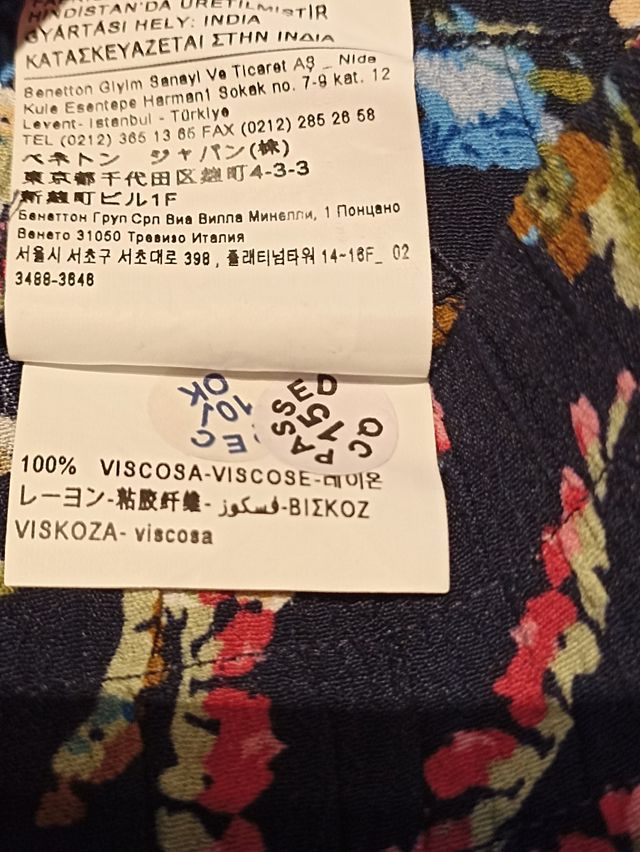 HINDISTAN'DA ÜRETİLMİŞTİR
GYÁRTÁSI HELY: INDIA
ΚΑΤΑΣΚΕΥΑΖΕΤΑΙ ΣΤΗΝ ΙΝΔΙΑ
Benetton Giyim Sanayi Ve Ticaret AŞ _ Nida
Kule Esentepe Harman1 Sokak no. 7-9 kat. 12
Levent- Istanbul - Türkiye
TEL (0212) 365 13 65 FAX (0212) 285 26 58
ベネトン ジャパン(株)
東京都千代田区麹町4-3-3
新麹町ビル1F
Бенеттон Груп Срл Виа Вилла Минелли, 1 Понцано
Венето 31050 Тревизо Италия
서울시 서초구 서초대로 398 , 플래티넘타워 14~16F_ 02
3488-3648
EC
101
OK
PASSED
15
QC
100% VISCOSA-VISCOSE-레이온
レーヨン-粘胶纤维-فسكوز-ΒΙΣΚΟΖ
VISKOZA- viscosa